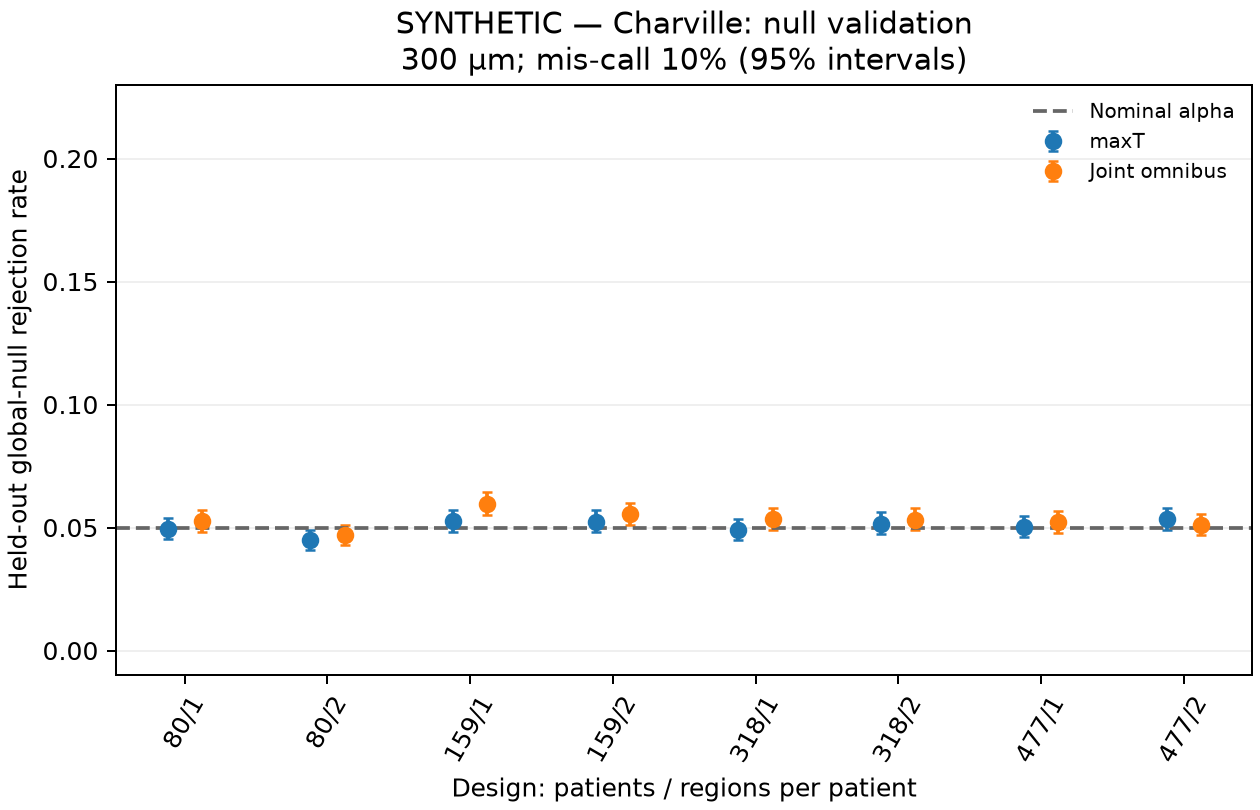 SYNTHETIC — Charville: null validation
300 µm; mis-call 10% (95% intervals)
Nominal alpha
maxT
Joint omnibus
Held-out global-null rejection rate
0.20
0.15
0.10
0.05
0.00
80/1
80/2
159/1
159/2
318/1
318/2
477/1
477/2
Design: patients / regions per patient